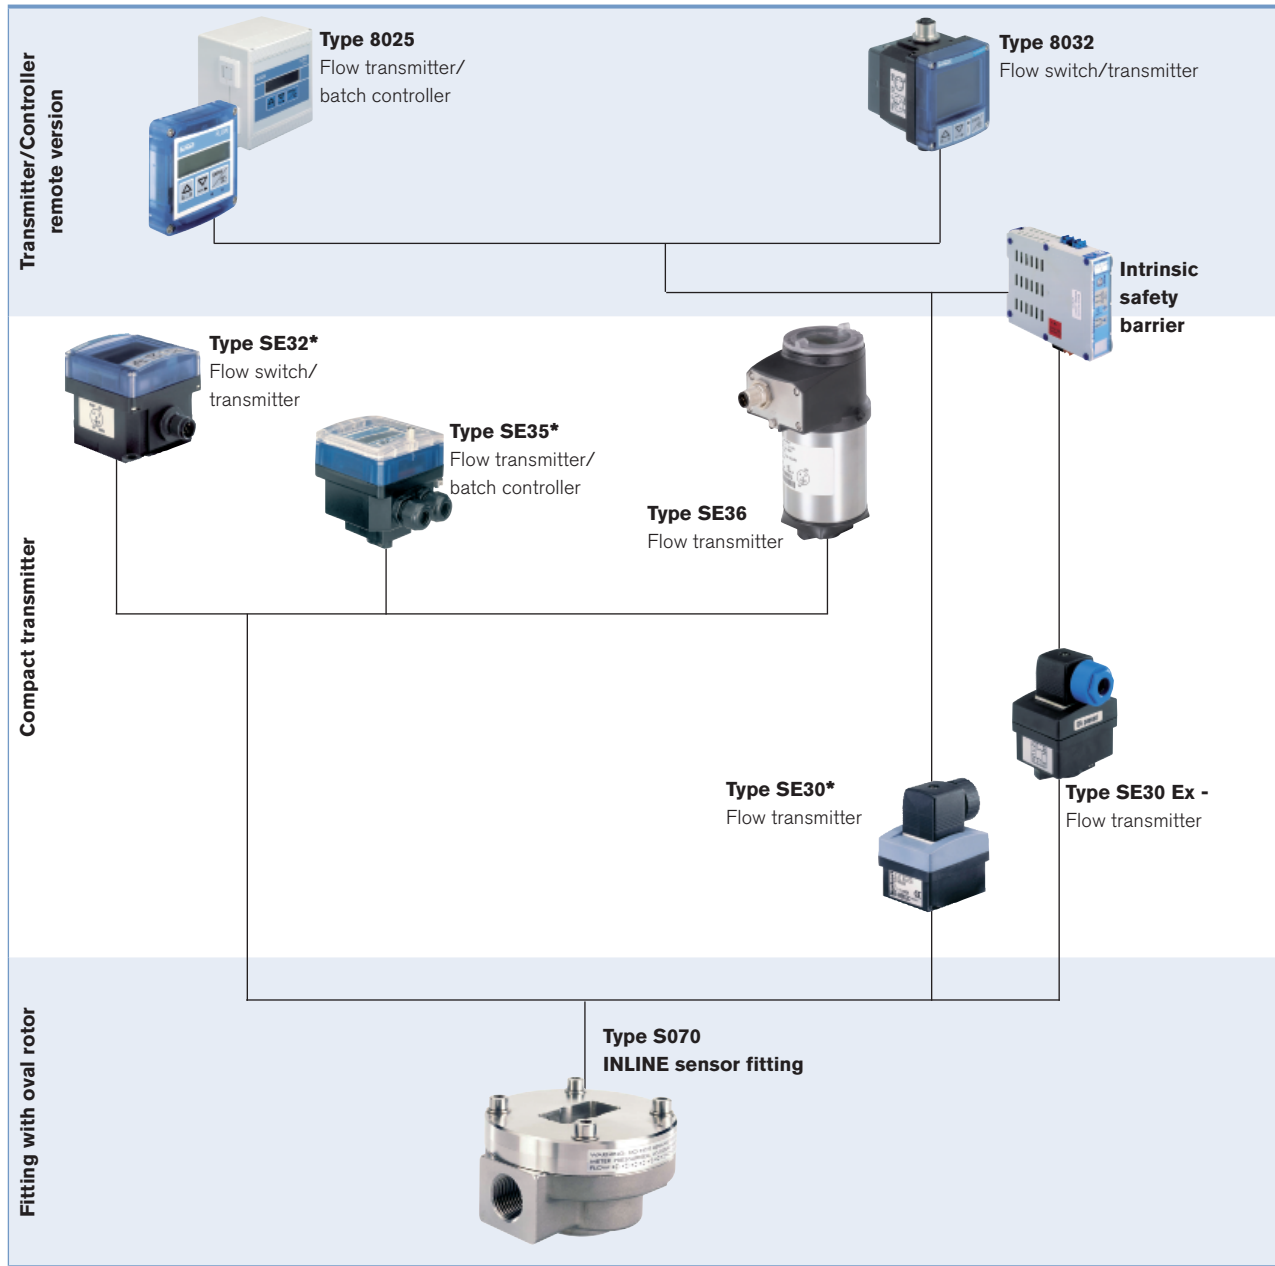 Transmitter/Controller
remote version
Type 8025
Flow transmitter/
batch controller
Type 8032
Flow switch/transmitter
Intrinsic
safety
barrier
Compact transmitter
Type SE32*
Flow switch/
transmitter
Type SE35*
Flow transmitter/
batch controller
Type SE36
Flow transmitter
Type SE30*
Flow transmitter
Type SE30 Ex -
Flow transmitter
Fitting with oval rotor
Type S070
INLINE sensor fitting